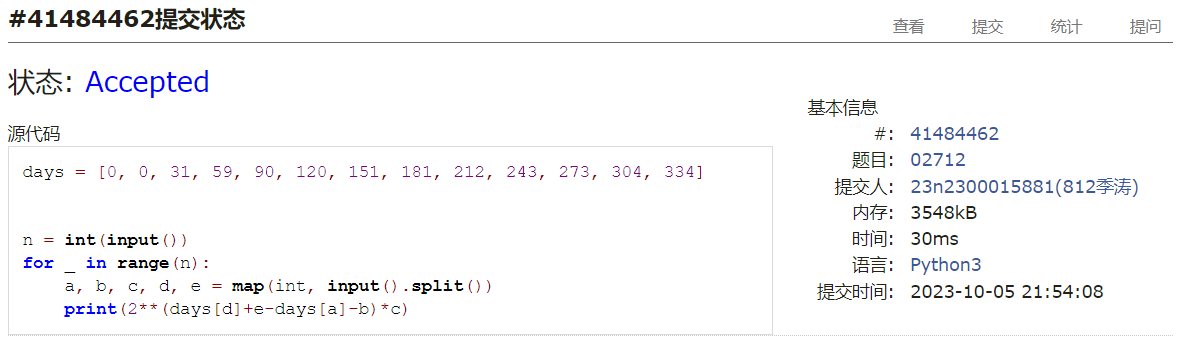 #41484462提交状态
查看 提交 统计 提问
状态: Accepted
源代码
days = [0, 0, 31, 59, 90, 120, 151, 181, 212, 243, 273, 304, 334]
n = int(input())
for _ in range(n):
    a, b, c, d, e = map(int, input().split())
    print(2**(days[d]+e-days[a]-b)*c)
基本信息
#: 41484462
题目: 02712
提交人: 23n2300015881(812季涛)
内存: 3548kB
时间: 30ms
语言: Python3
提交时间: 2023-10-05 21:54:08